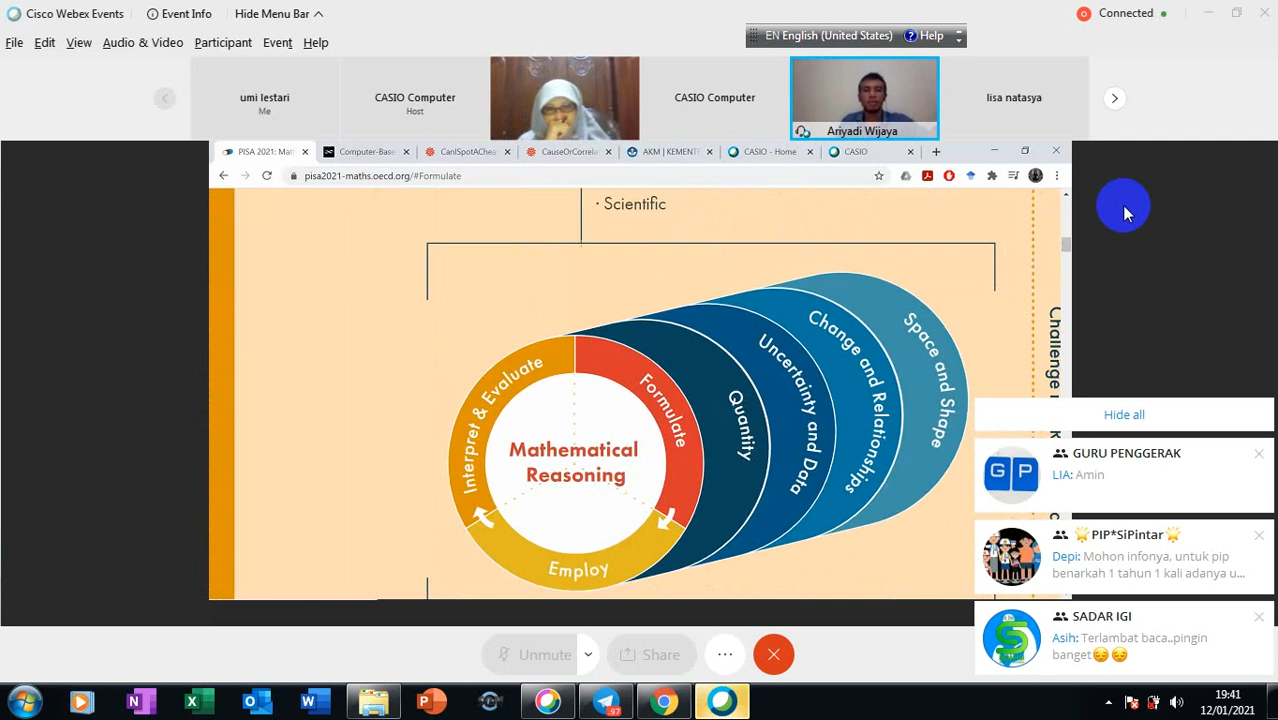 Cisco Webex Events
Event Info
Hide Menu Bar
Connected
File Edit View Audio & Video Participant Event Help
EN English (United States) Help
umi lestari
Me
CASIO Computer
Host
CASIO Computer
Ariyadi Wijaya
lisa natasya
PISA 2021: Mat
Computer-Base
CanISpotAChea
CauseOrCorrela
AKM | KEMENTE
CASIO - Home
CASIO
pisa2021-maths.oecd.org/#Formulate
· Scientific
Interpret & Evaluate
Formulate
Employ
Mathematical
Reasoning
Quantity
Uncertainty and Data
Change and Relationships
Space and Shape
Challenge
Hide all
GURU PENGGERAK
LIA: Amin
PIP*SiPintar
Depi: Mohon infonya, untuk pip
benarkah 1 tahun 1 kali adanya u...
SADAR IGI
Asih: Terlambat baca..pingin
banget😔😔
GP
Unmute
Share
97
19:41
12/01/2021